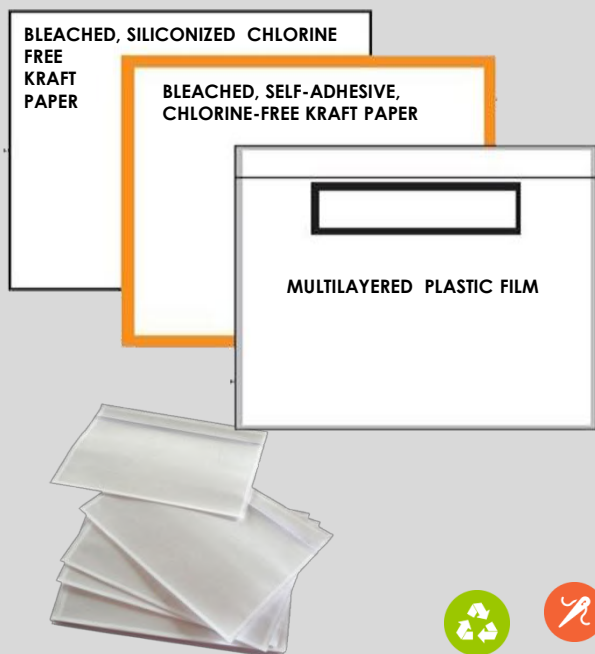 BLEACHED, SILICONIZED CHLORINE
FREE
KRAFT
PAPER
BLEACHED, SELF-ADHESIVE,
CHLORINE-FREE KRAFT PAPER
MULTILAYERED PLASTIC FILM